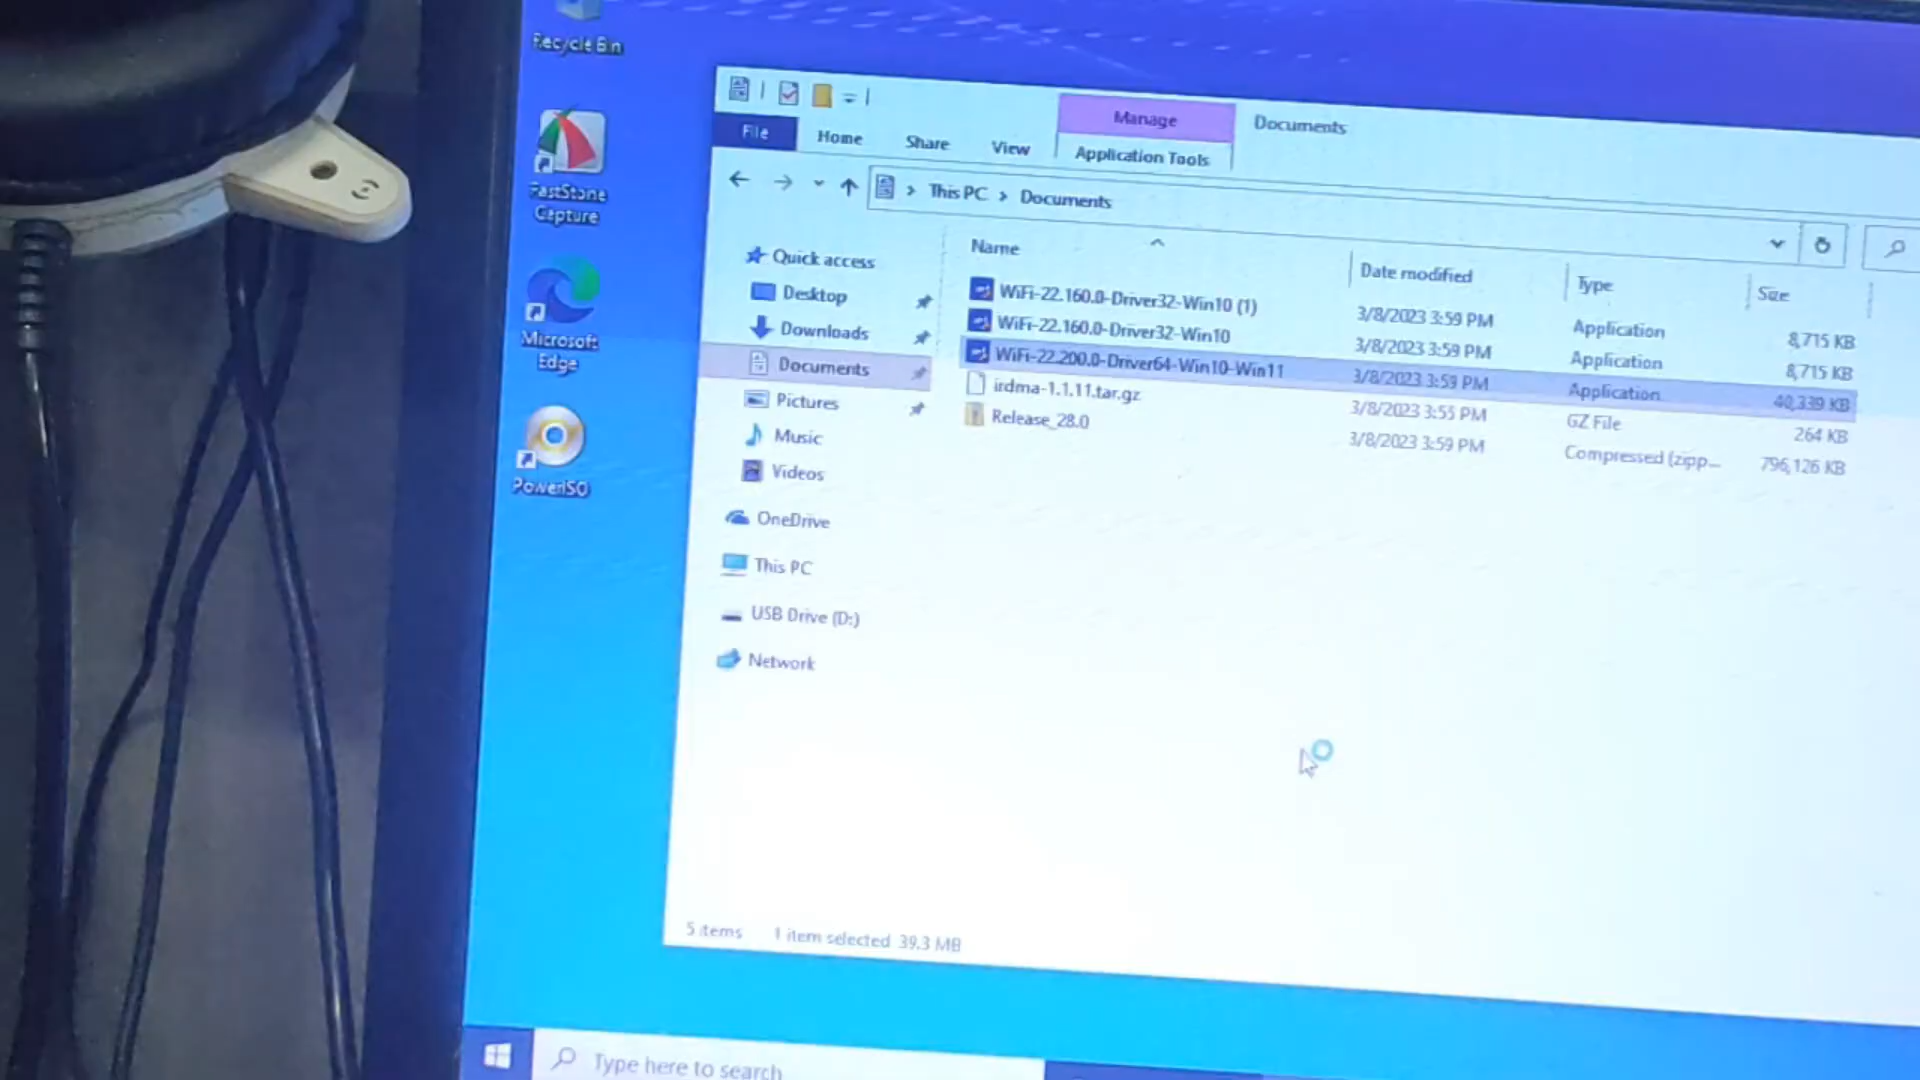 Recycle Bin
FastStone
Capture
Microsoft
Edge
PowerISO
Manage
Documents
File
Home
Share
View
Application Tools
This PC > Documents
Quick access
Desktop
Downloads
Documents
Pictures
Music
Videos
OneDrive
This PC
USB Drive (D:)
Network
Name Date modified Type Size
WiFi-22.160.0-Driver32-Win10 (1) 3/8/2023 3:59 PM Application 8,715 KB
WiFi-22.160.0-Driver32-Win10 3/8/2023 3:59 PM Application 8,715 KB
WiFi-22.200.0-Driver64-Win10-Win11 3/8/2023 3:59 PM Application 40,339 KB
irdma-1.1.11.tar.gz 3/8/2023 3:55 PM GZ File 264 KB
Release_28.0 3/8/2023 3:59 PM Compressed (zipp... 796,126 KB
5 items 1 item selected 39.3 MB
Type here to search